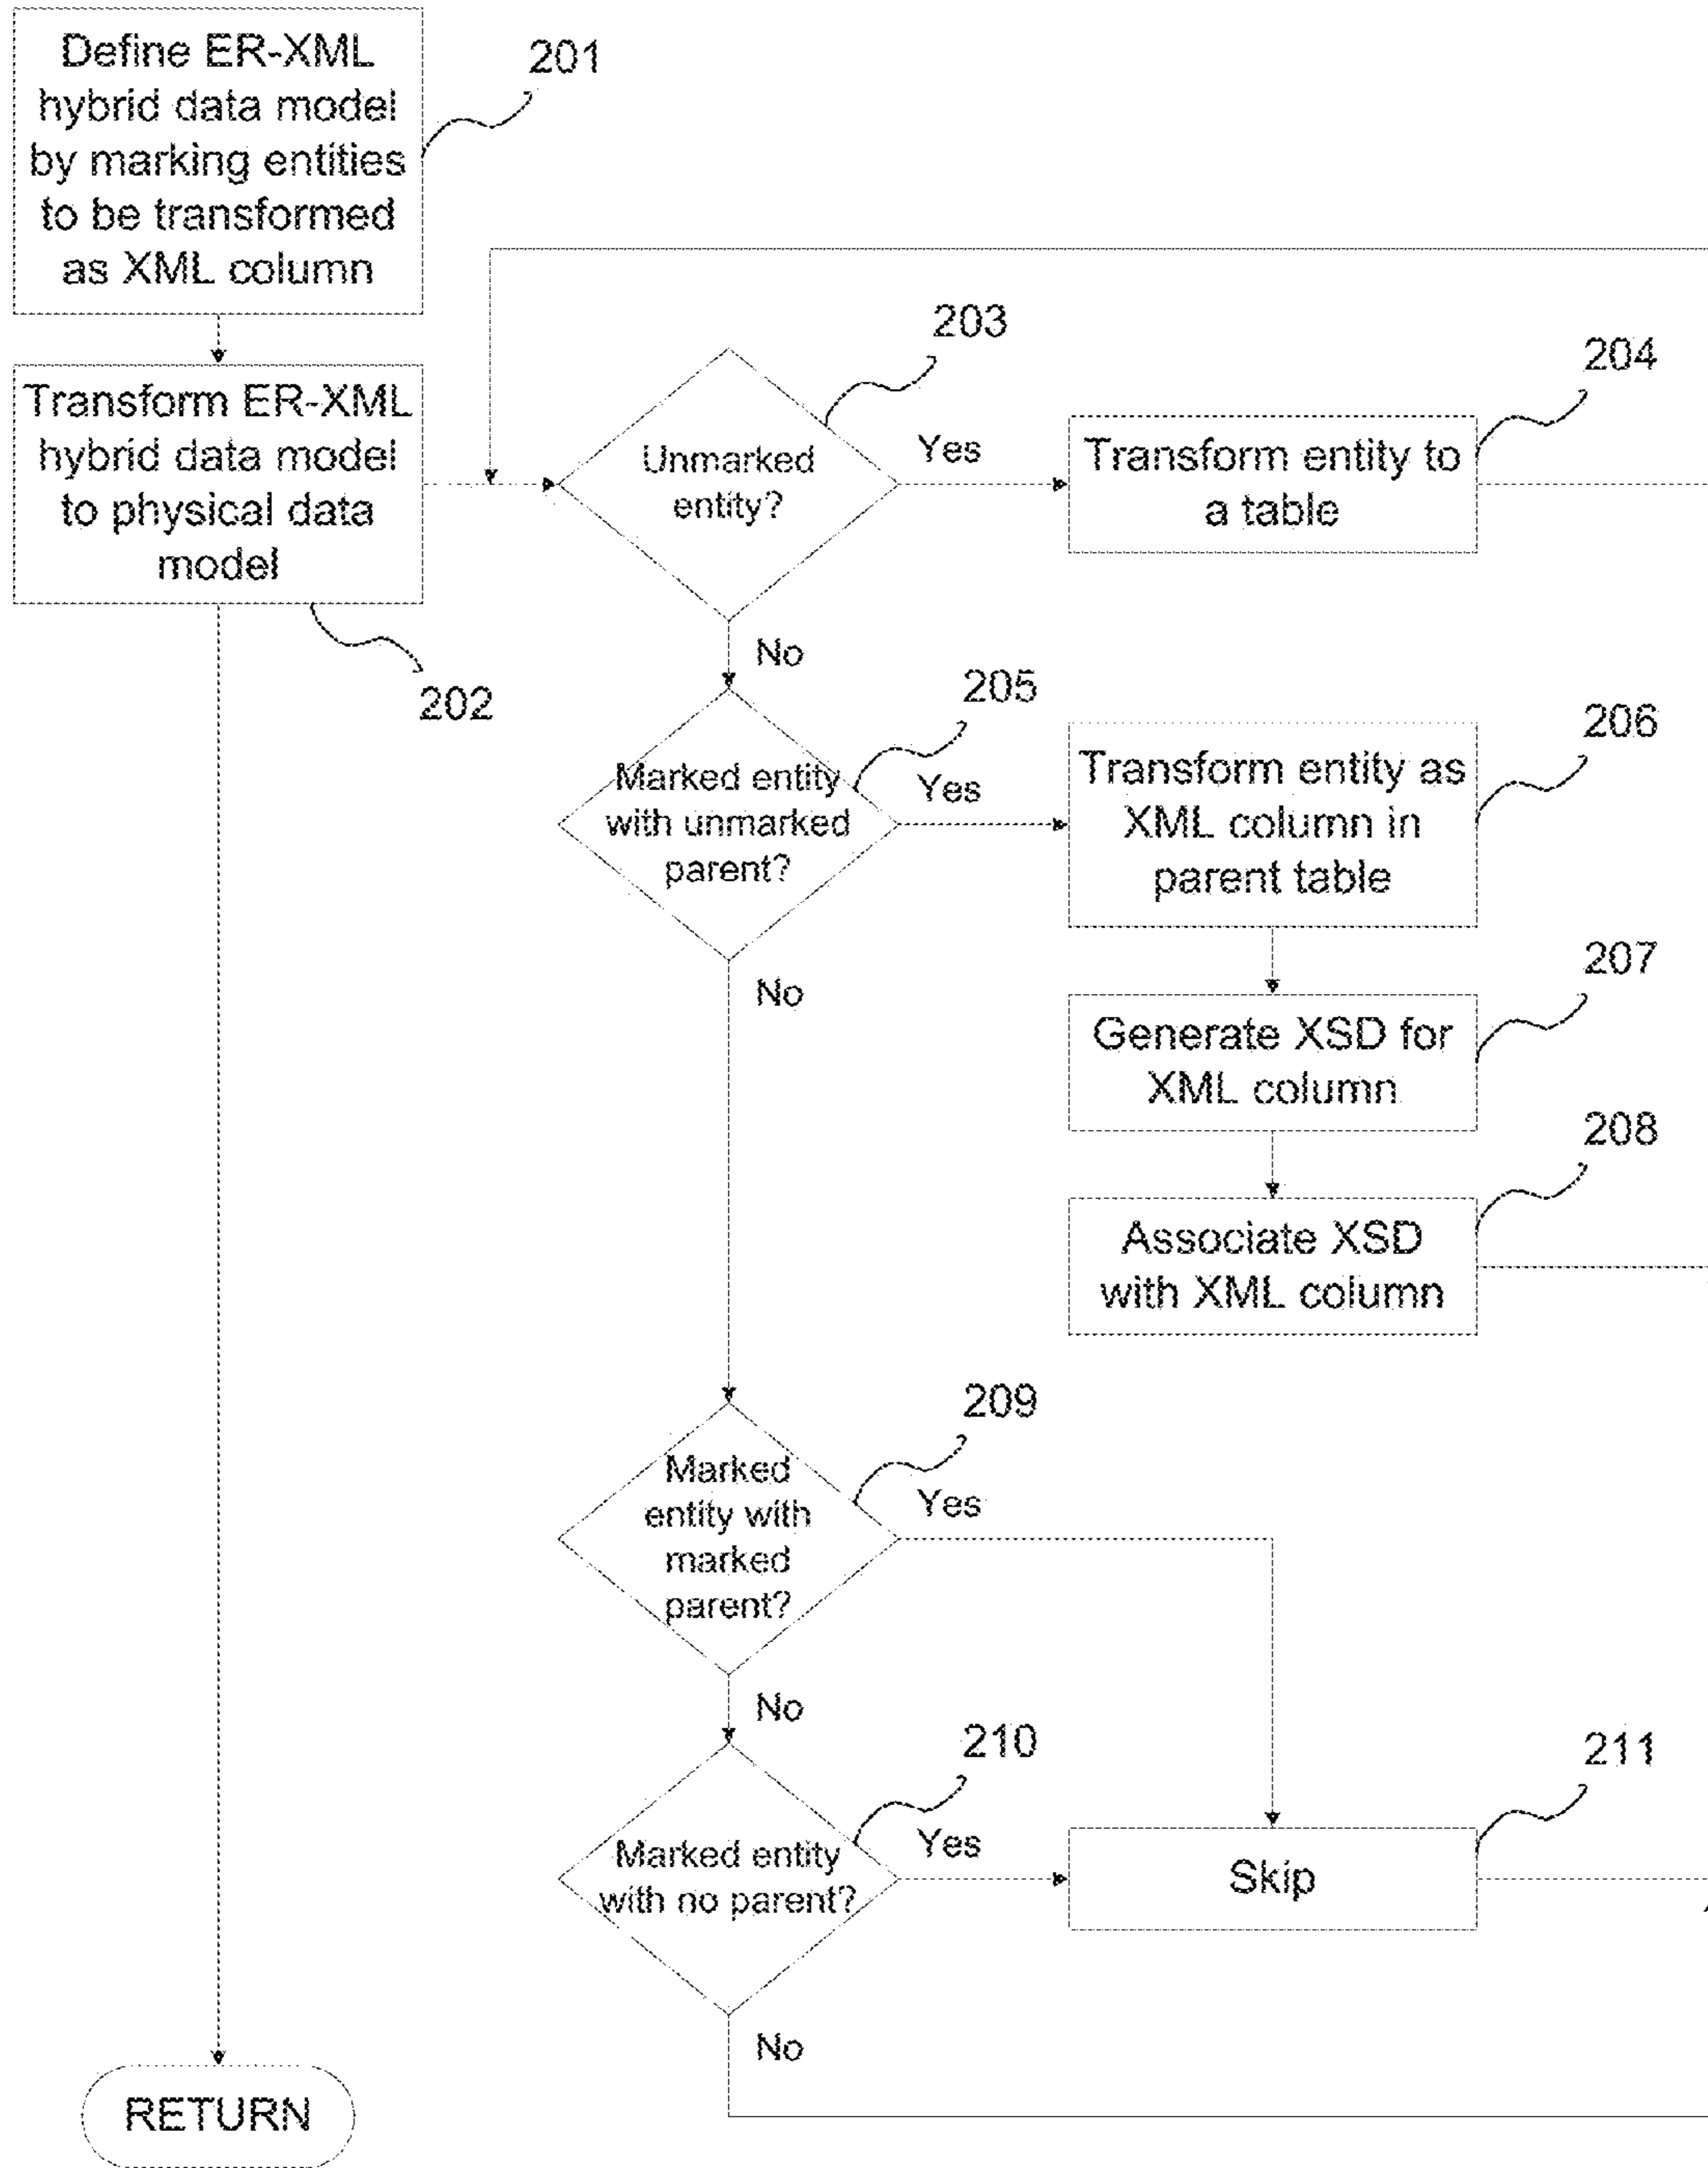 Define ER-XML
hybrid data model
by marking entities
to be transformed
as XML column
201
Transform ER-XML
hybrid data model
to physical data
model
202
203
Unmarked
entity?
Yes
No
204
Transform entity to
a table
205
Marked entity
with unmarked
parent?
Yes
No
206
Transform entity as
XML column in
parent table
207
Generate XSD for
XML column
208
Associate XSD
with XML column
209
Marked
entity with
marked
parent?
Yes
No
210
Marked entity
with no parent?
Yes
No
211
Skip
RETURN